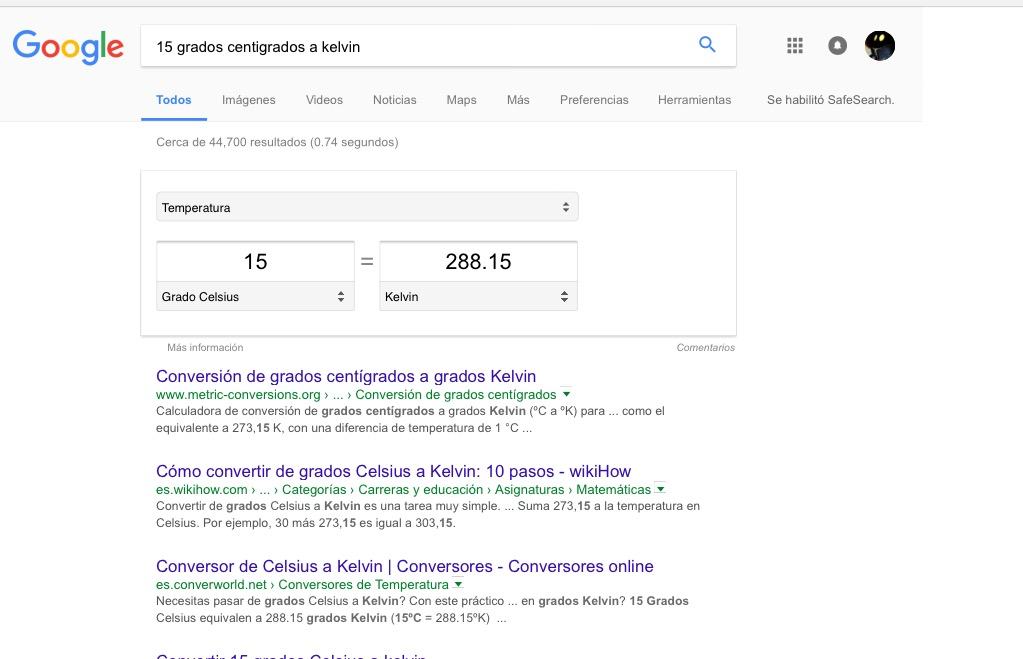 Google
15 grados centigrados a kelvin
Todos Imágenes Videos Noticias Maps Más Preferencias Herramientas Se habilitó SafeSearch.
Cerca de 44,700 resultados (0.74 segundos)
Temperatura
15 = 288.15
Grado Celsius Kelvin
Más información Comentarios
Conversión de grados centígrados a grados Kelvin
www.metric-conversions.org › ... › Conversión de grados centígrados
Calculadora de conversión de grados centígrados a grados Kelvin (ºC a ºK) para ... como el
equivalente a 273,15 K, con una diferencia de temperatura de 1 °C ...
Cómo convertir de grados Celsius a Kelvin: 10 pasos - wikiHow
es.wikihow.com › ... › Categorías › Carreras y educación › Asignaturas › Matemáticas
Convertir de grados Celsius a Kelvin es una tarea muy simple. ... Suma 273,15 a la temperatura en
Celsius. Por ejemplo, 30 más 273,15 es igual a 303,15.
Conversor de Celsius a Kelvin | Conversores - Conversores online
es.converworld.net › Conversores de Temperatura
Necesitas pasar de grados Celsius a Kelvin? Con este práctico ... en grados Kelvin? 15 Grados
Celsius equivalen a 288.15 grados Kelvin (15ºC = 288.15ºK) ...
Convertir 15 grados Celsius a kelvin